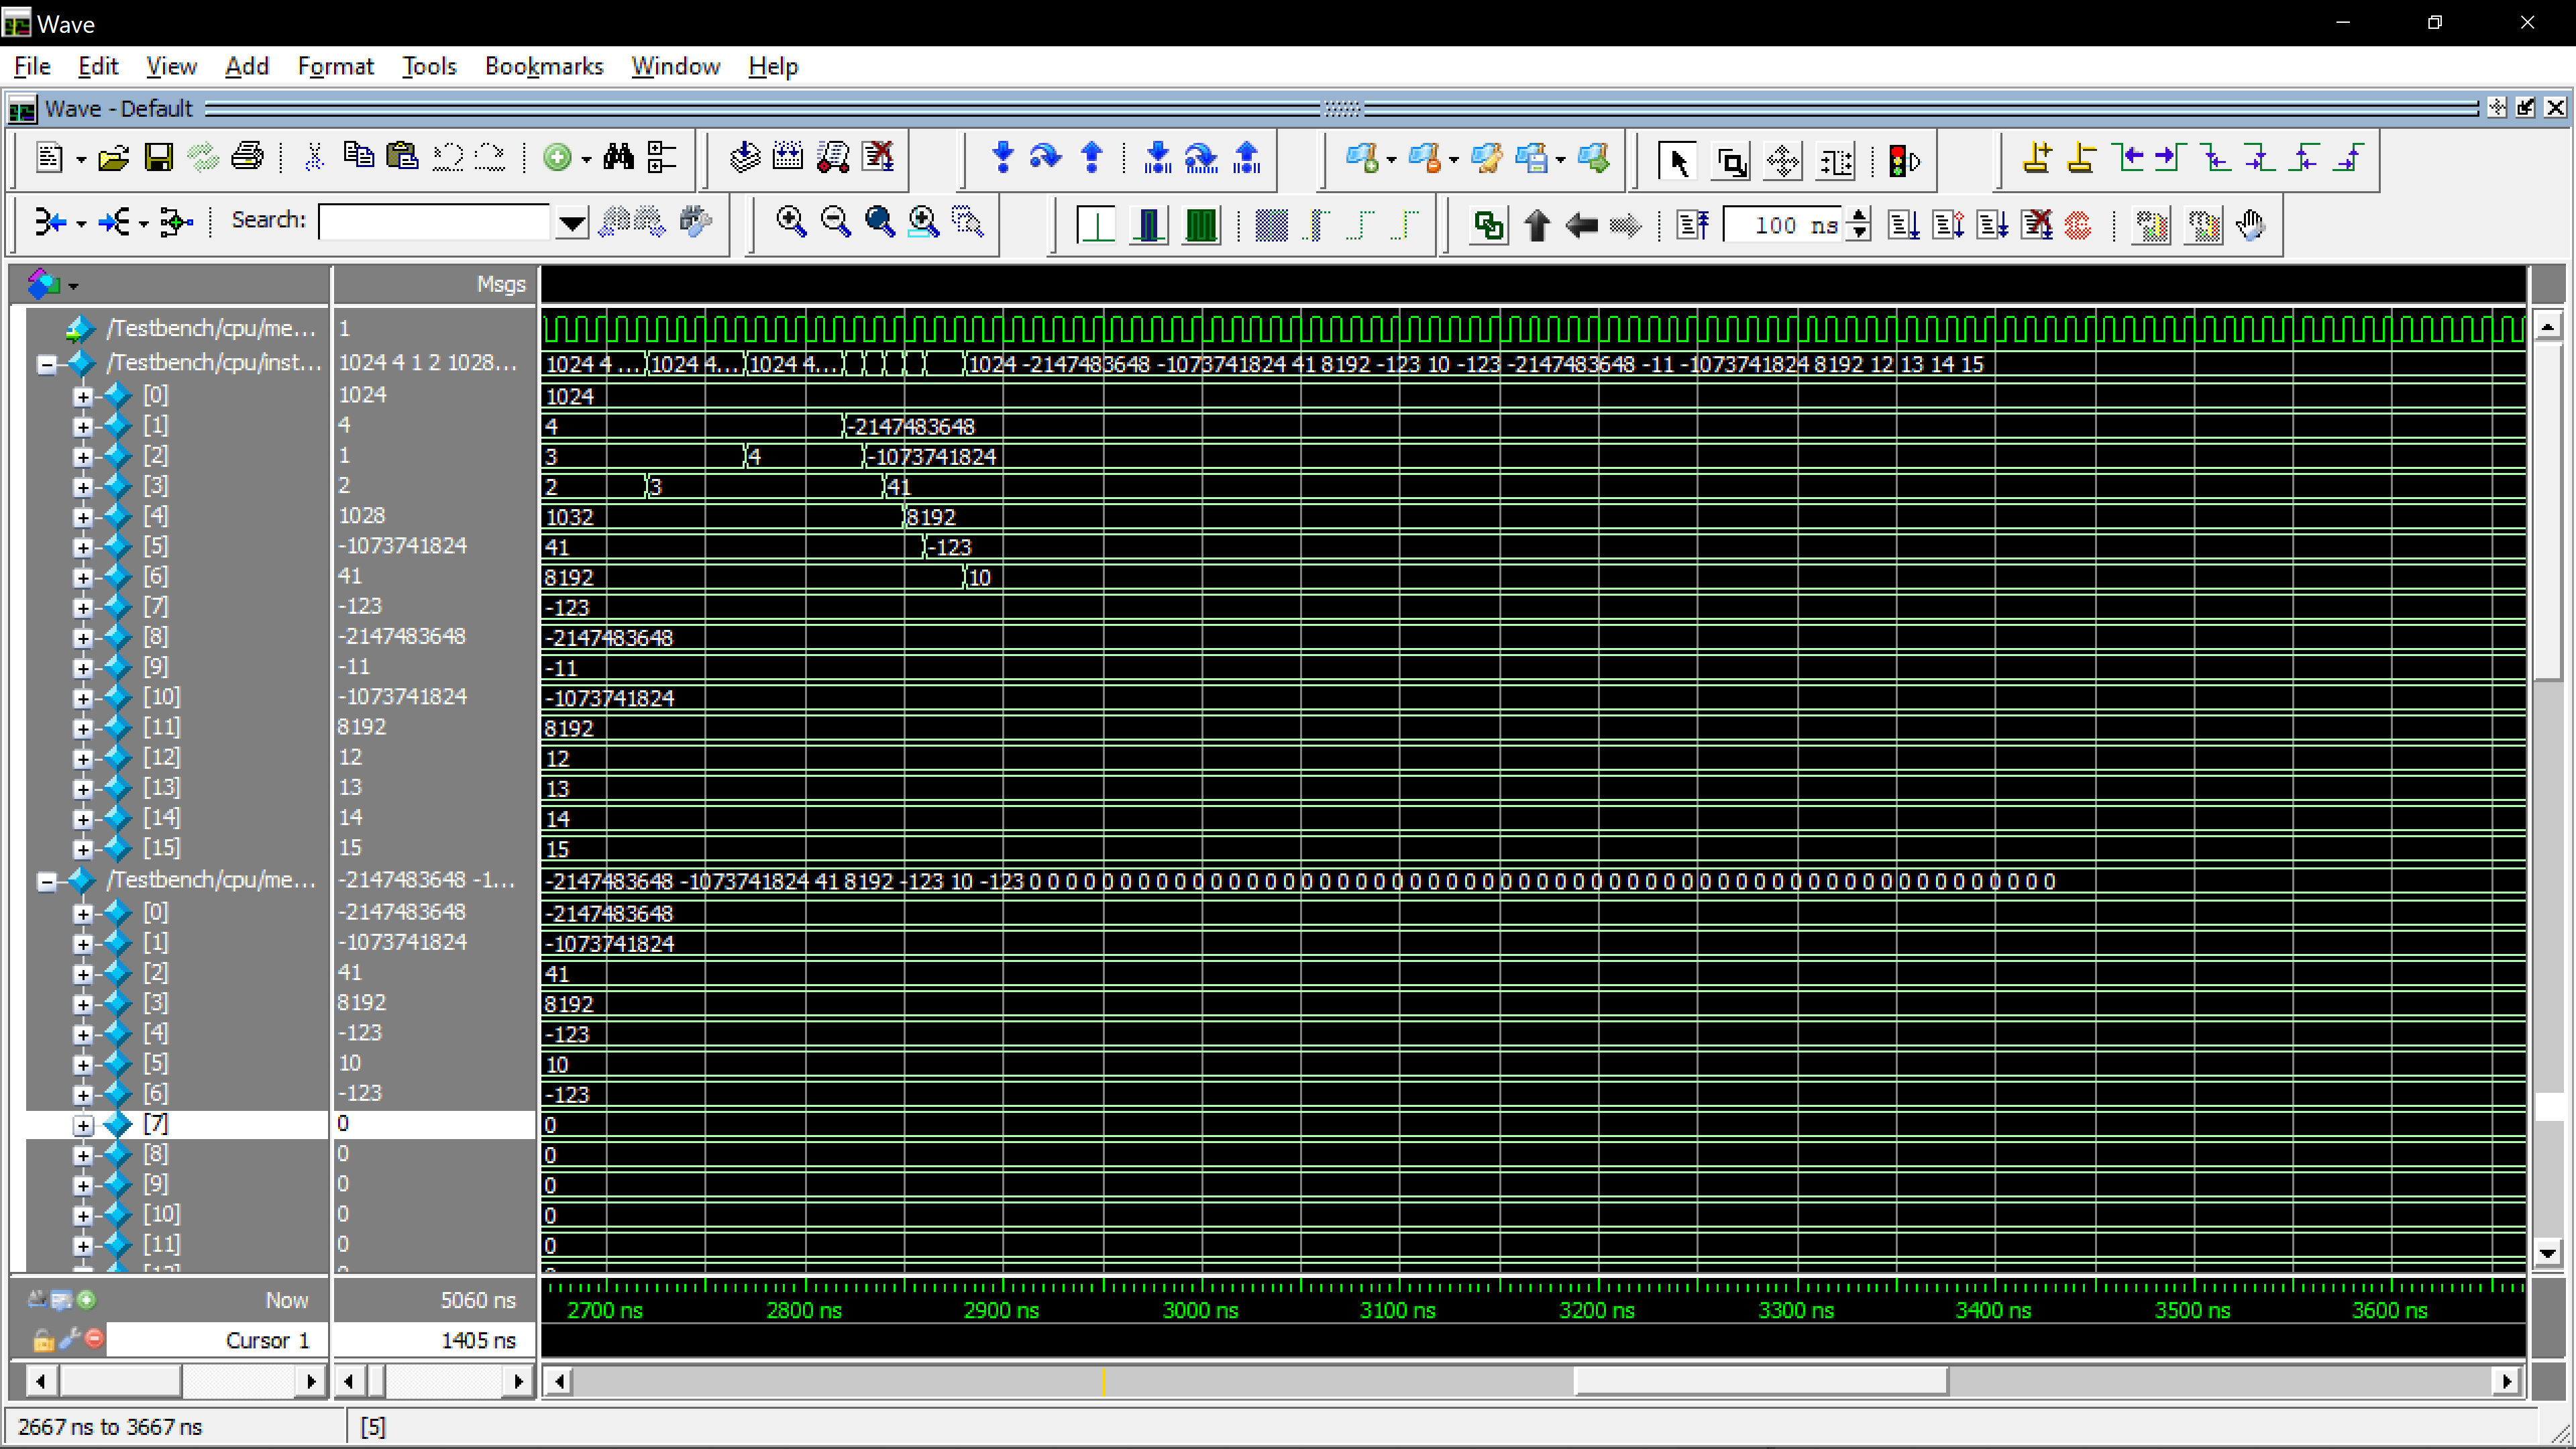 Wave
File Edit View Add Format Tools Bookmarks Window Help
Wave - Default
Search: 100 ns
Msgs
/Testbench/cpu/me... 1
/Testbench/cpu/inst... 1024 4 1 2 1028... 1024 4 ... 1024 4... 1024 4... 1024 -2147483648 -1073741824 41 8192 -123 10 -123 -2147483648 -11 -1073741824 8192 12 13 14 15
[0] 1024 1024
[1] 4 4 -2147483648
[2] 1 3 4 -1073741824
[3] 2 2 3 41
[4] 1028 1032 8192
[5] -1073741824 41 -123
[6] 41 8192 10
[7] -123 -123
[8] -2147483648 -2147483648
[9] -11 -11
[10] -1073741824 -1073741824
[11] 8192 8192
[12] 12 12
[13] 13 13
[14] 14 14
[15] 15 15
/Testbench/cpu/me... -2147483648 -1... -2147483648 -1073741824 41 8192 -123 10 -123 0 0 0 0 0 0 0 0 0 0 0 0 0 0 0 0 0 0 0 0 0 0 0 0 0 0 0 0 0 0 0 0 0 0 0 0 0 0 0 0 0 0 0 0 0 0 0 0 0 0 0 0 0 0 0 0 0
[0] -2147483648 -2147483648
[1] -1073741824 -1073741824
[2] 41 41
[3] 8192 8192
[4] -123 -123
[5] 10 10
[6] -123 -123
[7] 0 0
[8] 0 0
[9] 0 0
[10] 0 0
[11] 0 0
Now 5060 ns 2700 ns 2800 ns 2900 ns 3000 ns 3100 ns 3200 ns 3300 ns 3400 ns 3500 ns 3600 ns
Cursor 1 1405 ns
2667 ns to 3667 ns [5]